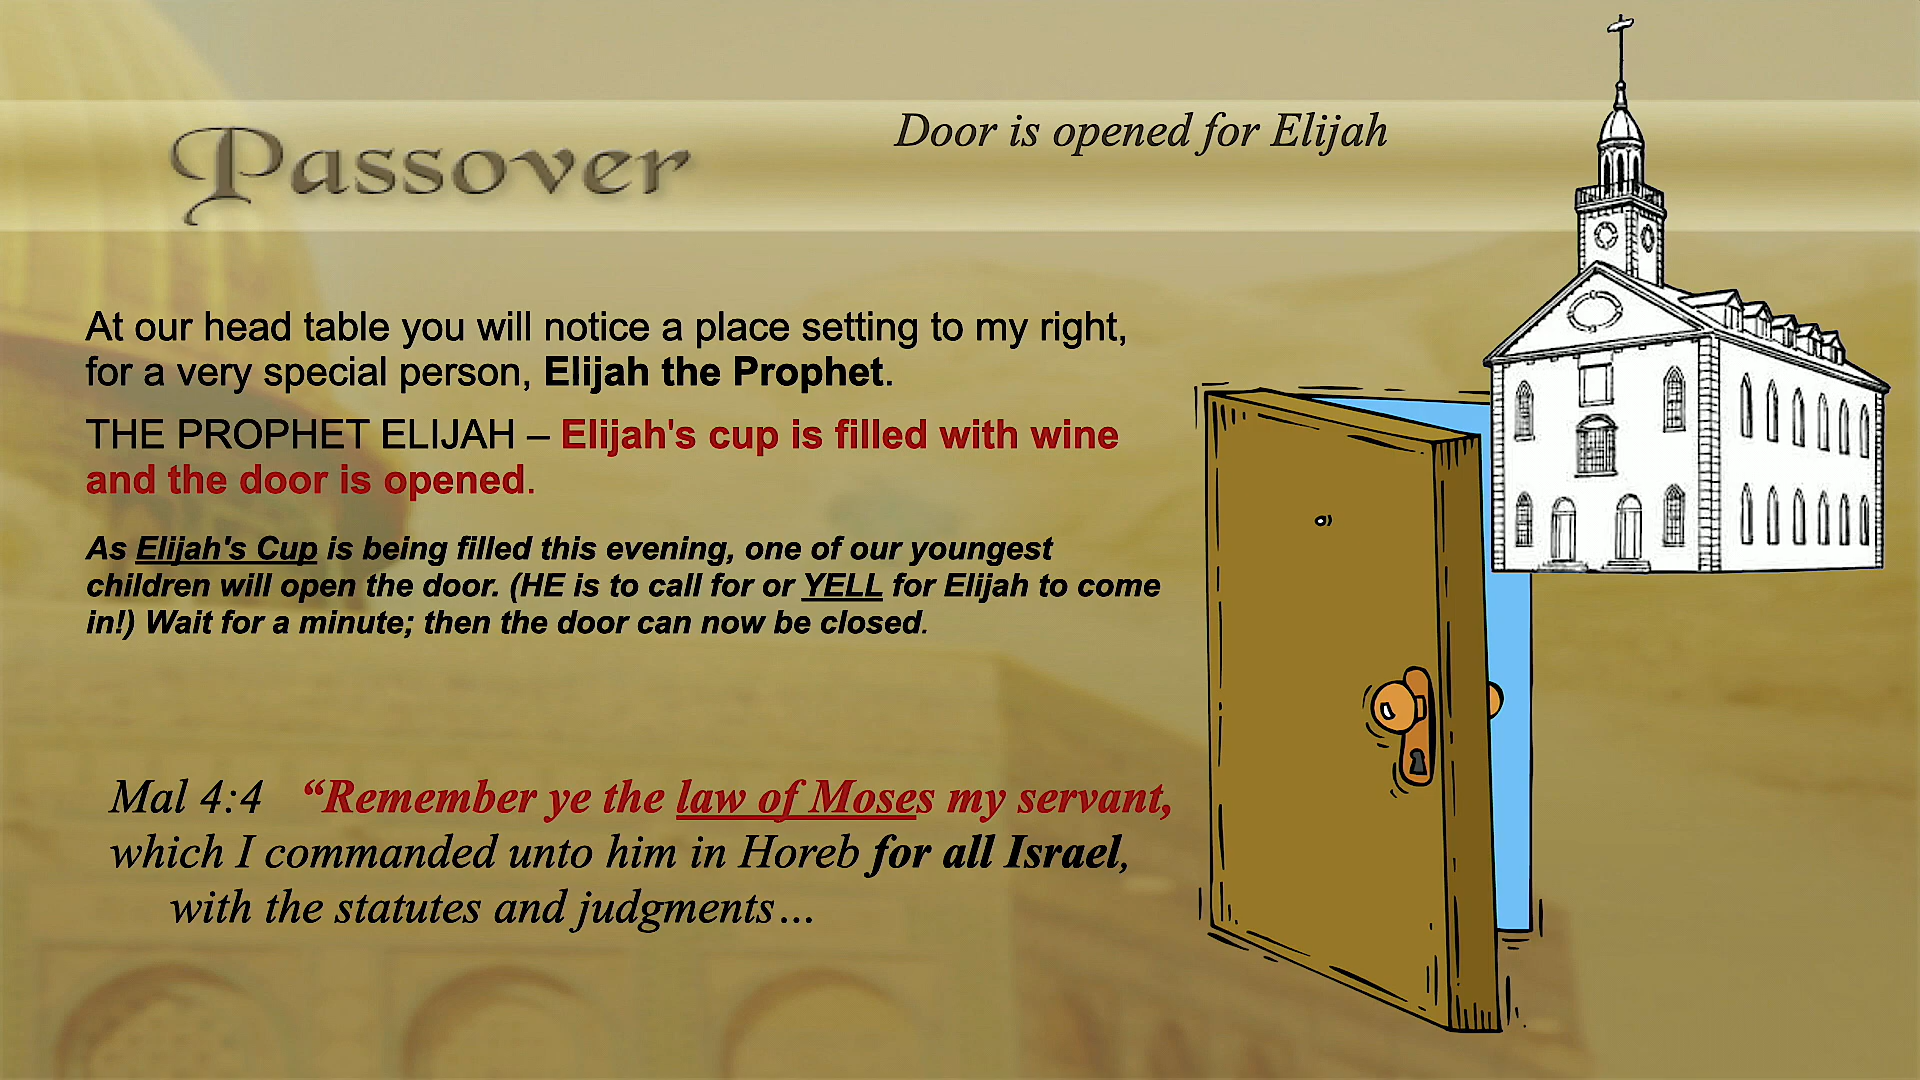 Passover
Door is opened for Elijah
At our head table you will notice a place setting to my right,
for a very special person, Elijah the Prophet.
THE PROPHET ELIJAH – Elijah's cup is filled with wine
and the door is opened.
As Elijah's Cup is being filled this evening, one of our youngest
children will open the door. (HE is to call for or YELL for Elijah to come
in!) Wait for a minute; then the door can now be closed.
Mal 4:4 “Remember ye the law of Moses my servant,
which I commanded unto him in Horeb for all Israel,
with the statutes and judgments…